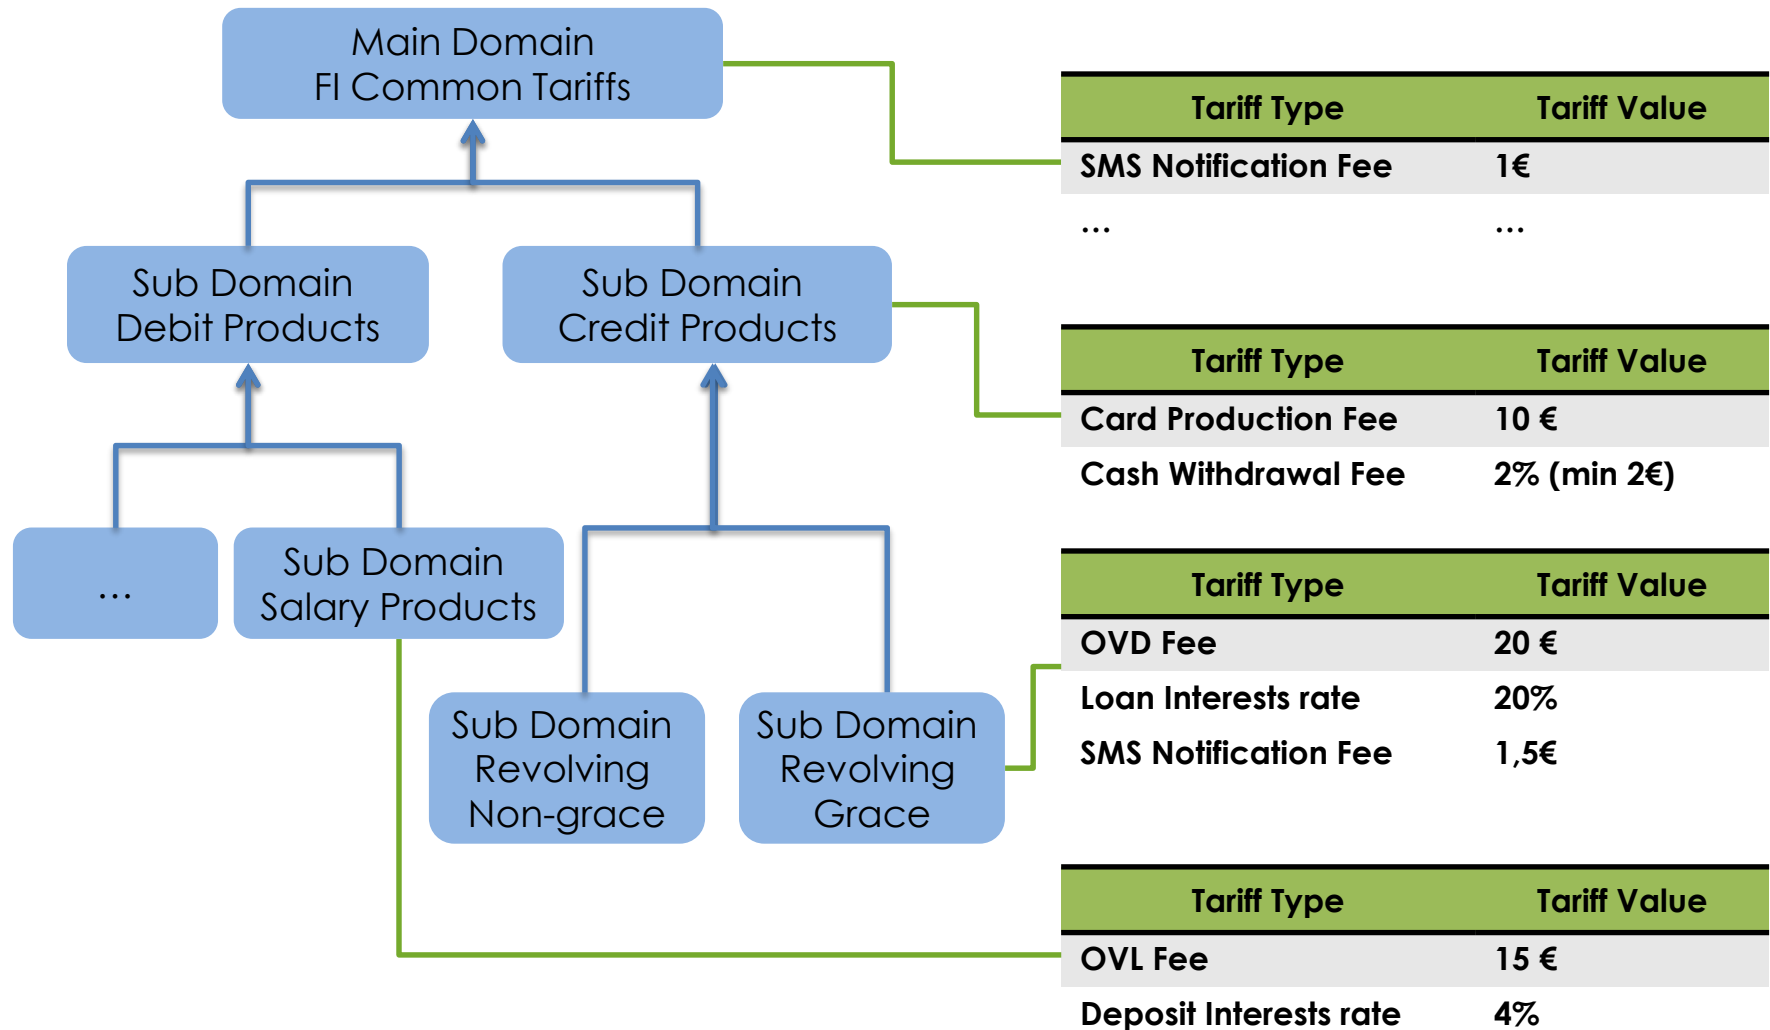 Main Domain
FI Common Tariffs
Sub Domain
Debit Products
Sub Domain
Credit Products
...
Sub Domain
Salary Products
Sub Domain
Revolving
Non-grace
Sub Domain
Revolving
Grace
Tariff Type Tariff Value
SMS Notification Fee 1€
... ...
Tariff Type Tariff Value
Card Production Fee 10 €
Cash Withdrawal Fee 2% (min 2€)
Tariff Type Tariff Value
OVD Fee 20 €
Loan Interests rate 20%
SMS Notification Fee 1,5€
Tariff Type Tariff Value
OVL Fee 15 €
Deposit Interests rate 4%